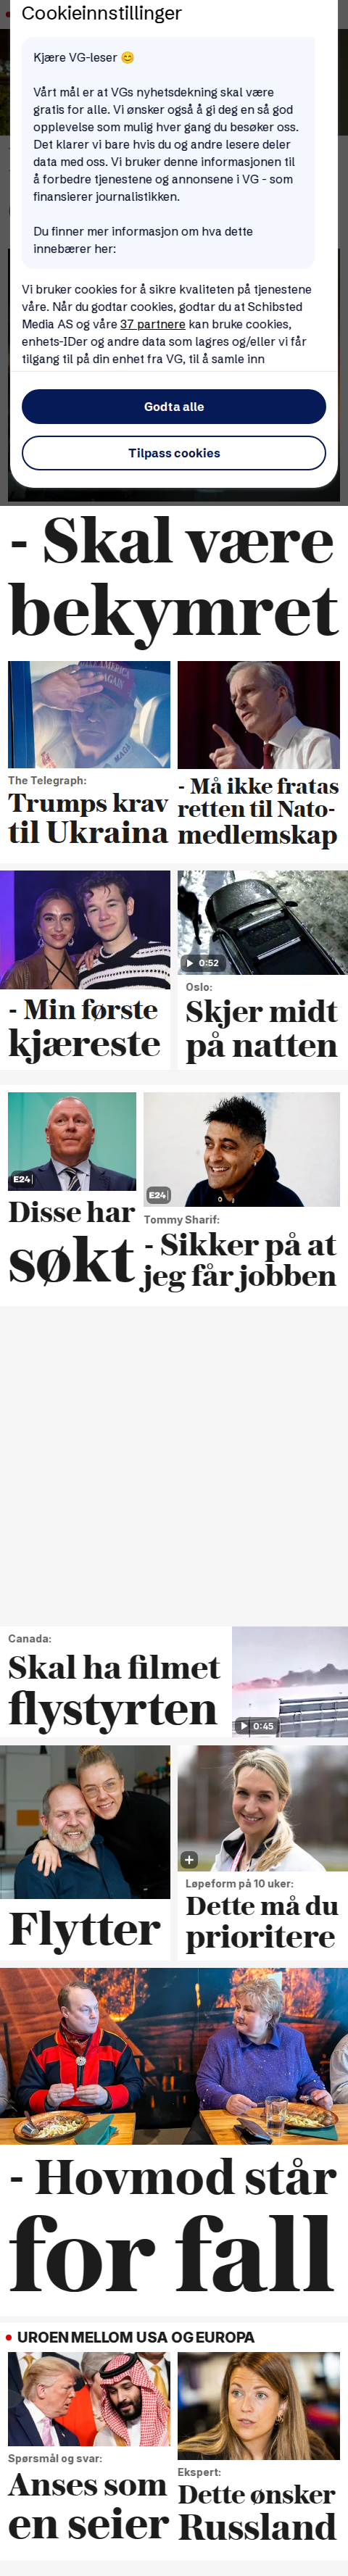 Cookieinnstillinger
Kjære VG-leser 😊
Vårt mål er at VGs nyhetsdekning skal være
gratis for alle. Vi ønsker også å gi deg en så god
opplevelse som mulig hver gang du besøker oss.
Det klarer vi bare hvis du og andre lesere deler
data med oss. Vi bruker denne informasjonen til
å forbedre tjenestene og annonsene i VG - som
finansierer journalistikken.
Du finner mer informasjon om hva dette
innebærer her:
Vi bruker cookies for å sikre kvaliteten på tjenestene
våre. Når du godtar cookies, godtar du at Schibsted
Media AS og våre 37 partnere kan bruke cookies,
enhets-IDer og andre data som lagres og/eller vi får
tilgang til på din enhet fra VG, til å samle inn
Godta alle
Tilpass cookies
- Skal være
bekymret
The Telegraph:
Trumps krav
til Ukraina
- Må ikke fratas
retten til Nato-
medlemskap
- Min første
kjæreste
0:52
Oslo:
Skjer midt
på natten
E24
Disse har
søkt
E24
Tommy Sharif:
- Sikker på at
jeg får jobben
Canada:
Skal ha filmet
flystyrten
0:45
Flytter
Løpeform på 10 uker:
Dette må du
prioritere
- Hovmod står
for fall
UROEN MELLOM USA OG EUROPA
Spørsmål og svar:
Anses som
en seier
Ekspert:
Dette ønsker
Russland